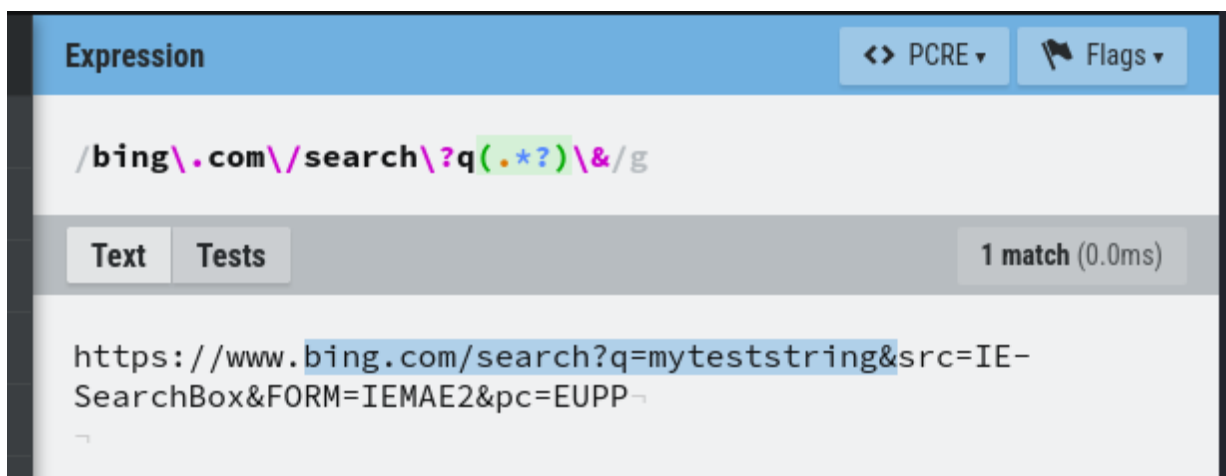 Expression
<> PCRE ▾
Flags ▾
/bing\.com\/search\?q(.*?)\&/g
Text
Tests
1 match (0.0ms)
https://www.bing.com/search?q=myteststring&src=IE-
SearchBox&FORM=IEMAE2&pc=EUPP¬
¬